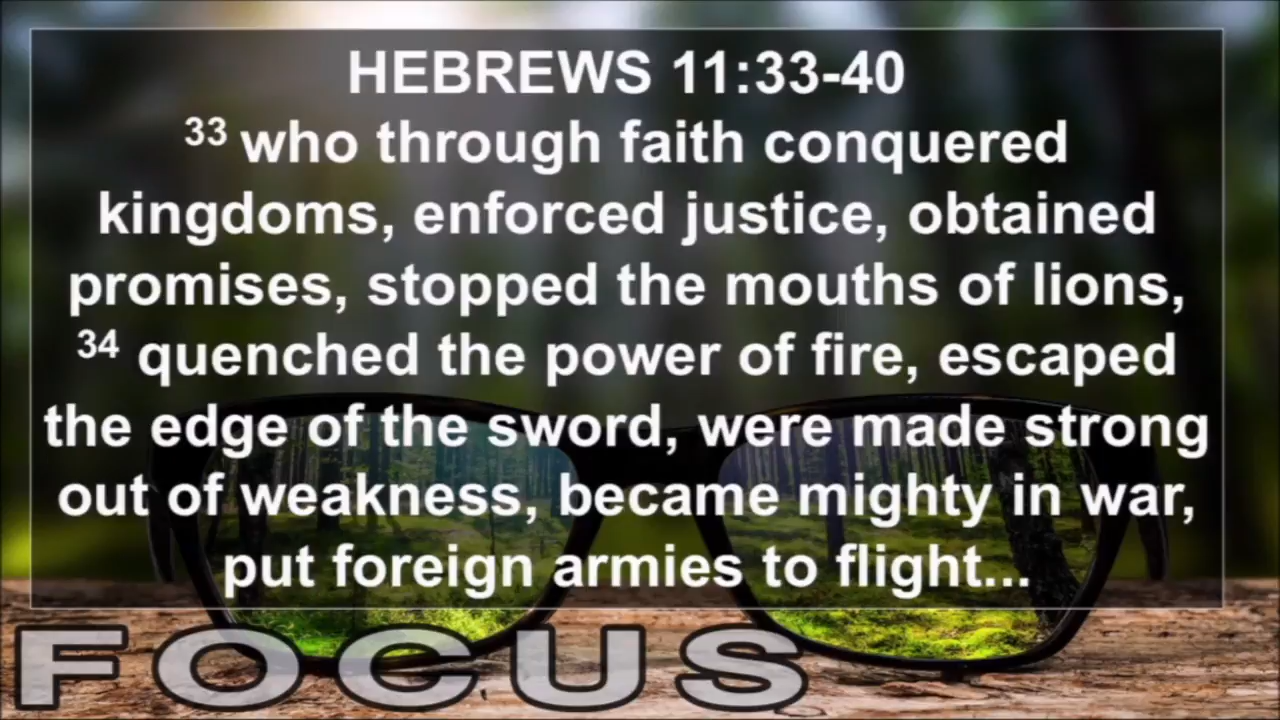 HEBREWS 11:33-40
33 who through faith conquered
kingdoms, enforced justice, obtained
promises, stopped the mouths of lions,
34 quenched the power of fire, escaped
the edge of the sword, were made strong
out of weakness, became mighty in war,
put foreign armies to flight...
FOCUS